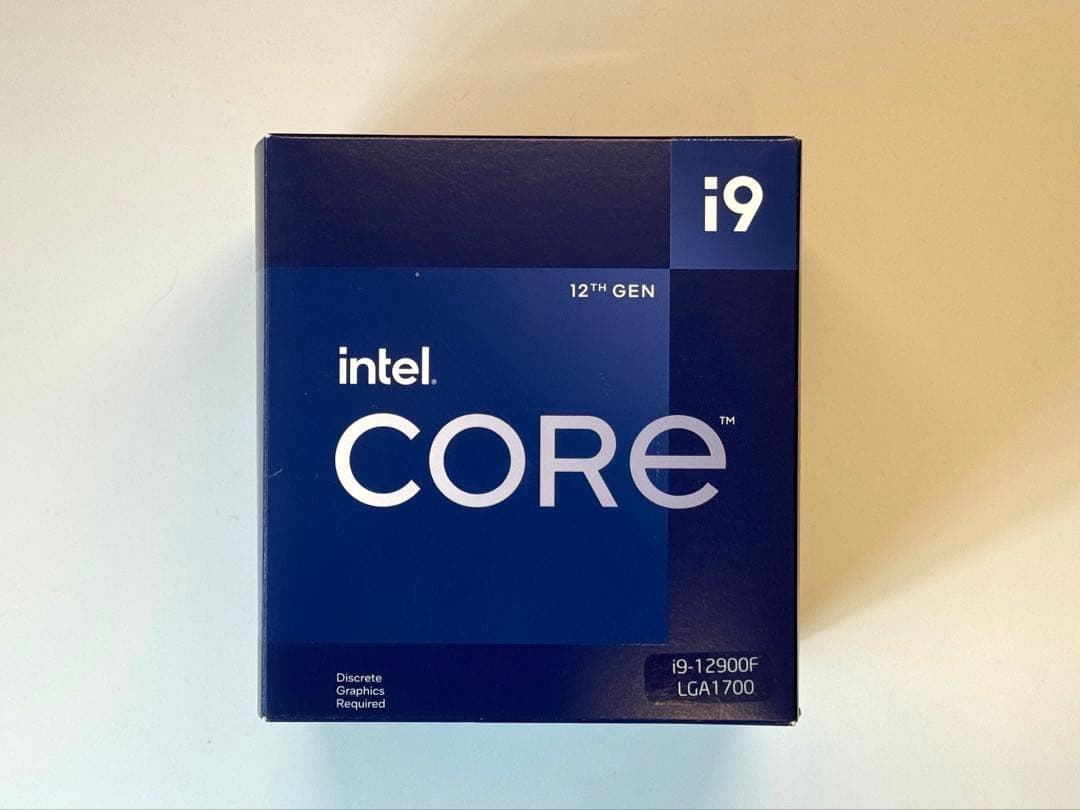 i9
12TH GEN
intel.
CORE™
Discrete
Graphics
Required
i9-12900F
LGA1700